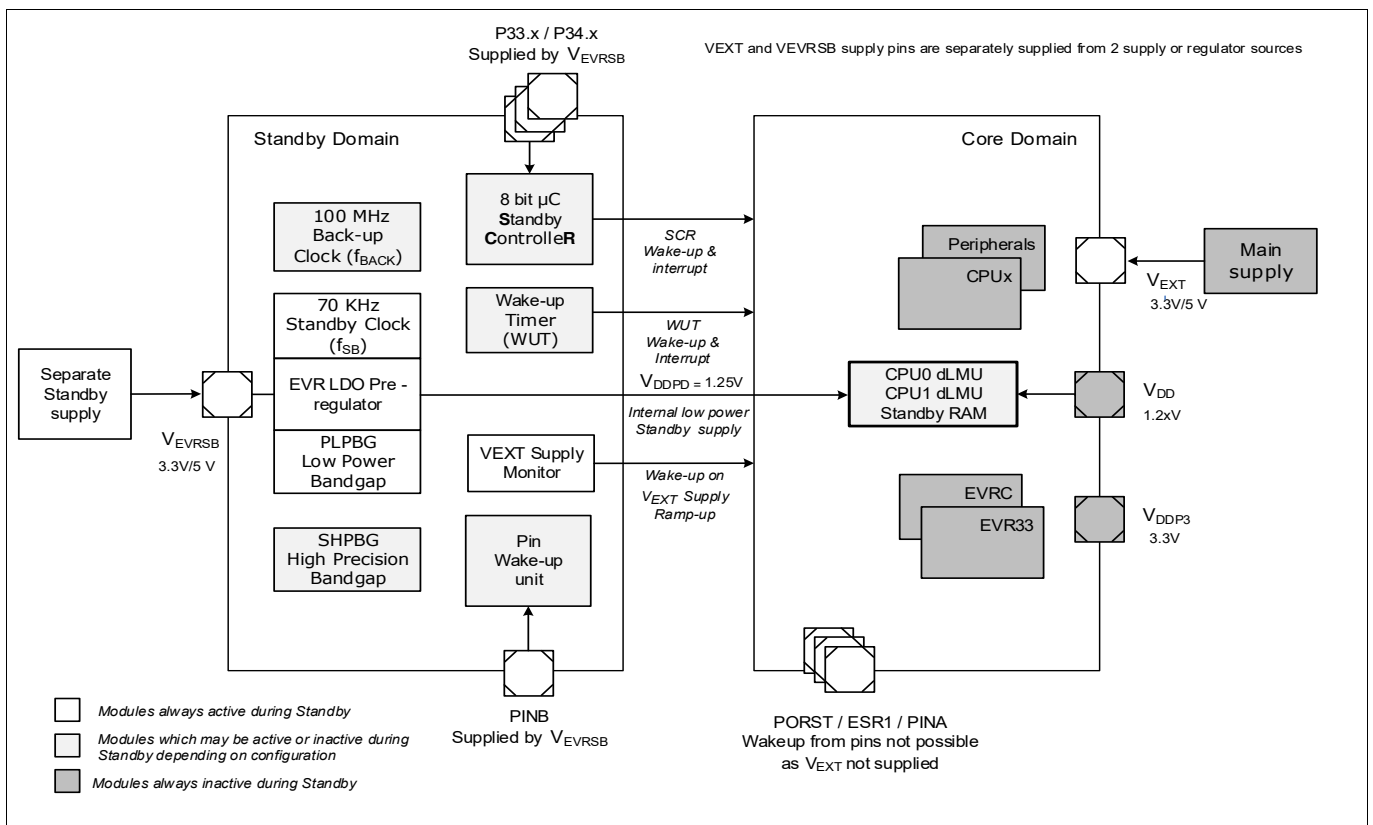 P33.x / P34.x
Supplied by VEVRSB
VEXT and VEVRSB supply pins are separately supplied from 2 supply or regulator sources
Standby Domain
100 MHz
Back-up
Clock (fBACK)
70 KHz
Standby Clock
(fSB)
EVR LDO Pre -
regulator
PLPBG
Low Power
Bandgap
SHPBG
High Precision
Bandgap
8 bit µC
Standby
ControlleR
Wake-up
Timer
(WUT)
VEXT Supply
Monitor
Pin
Wake-up
unit
Separate
Standby
supply
VEVRSB
3.3V/5 V
SCR
Wake-up &
interrupt
WUT
Wake-up &
Interrupt
VDDPD = 1.25V
Internal low power
Standby supply
Wake-up on
VEXT Supply
Ramp-up
Core Domain
Peripherals
CPUx
CPU0 dLMU
CPU1 dLMU
Standby RAM
EVRC
EVR33
Main
supply
VEXT
3.3V/5 V
VDD
1.2xV
VDDP3
3.3V
PINB
Supplied by VEVRSB
PORST / ESR1 / PINA
Wakeup from pins not possible
as VEXT not supplied
Modules always active during Standby
Modules which may be active or inactive during
Standby depending on configuration
Modules always inactive during Standby